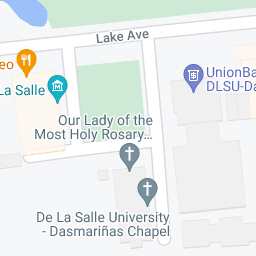 Lake Ave
eo
UnionBa
DLSU-Da
La Salle
Our Lady of the
Most Holy Rosary...
De La Salle University
- Dasmariñas Chapel